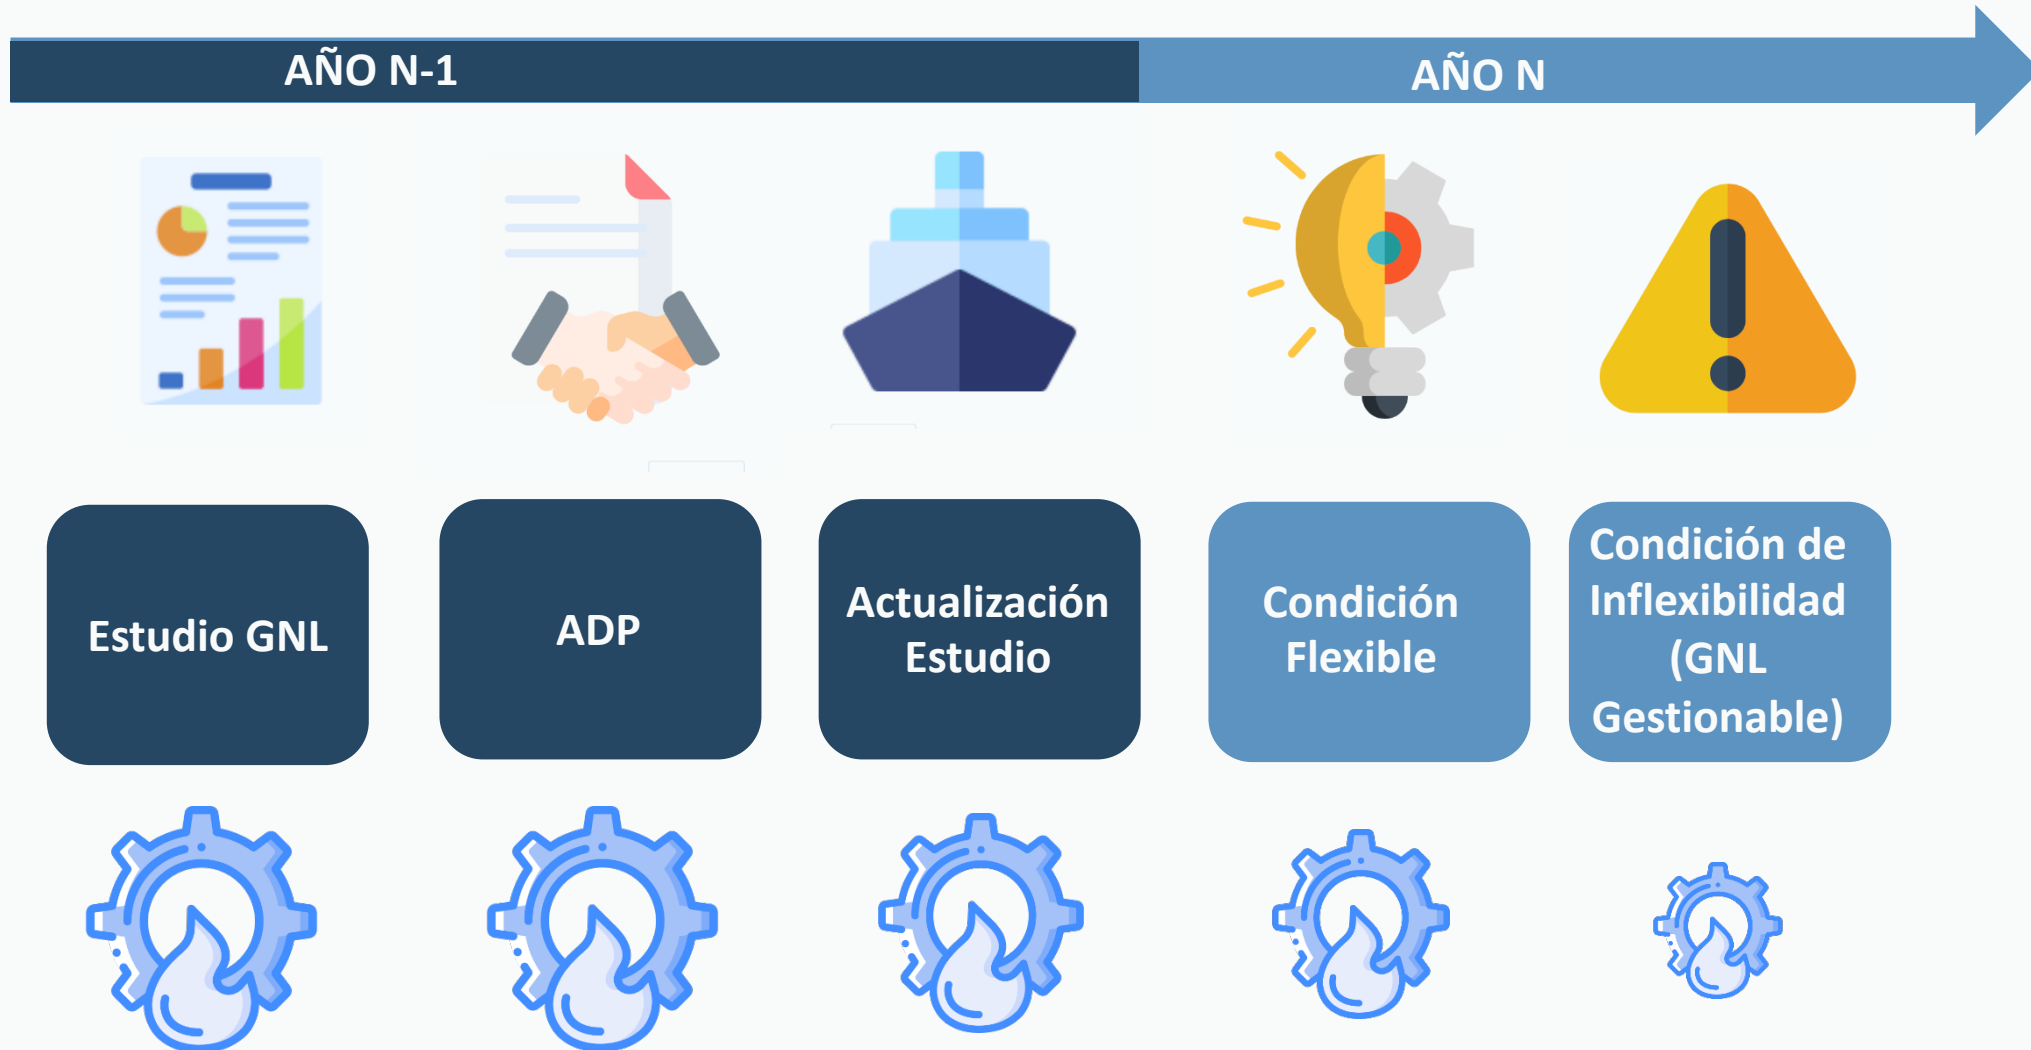 AÑO N-1
AÑO N
Estudio GNL
ADP
Actualización
Estudio
Condición
Flexible
Condición de
Inflexibilidad
(GNL
Gestionable)